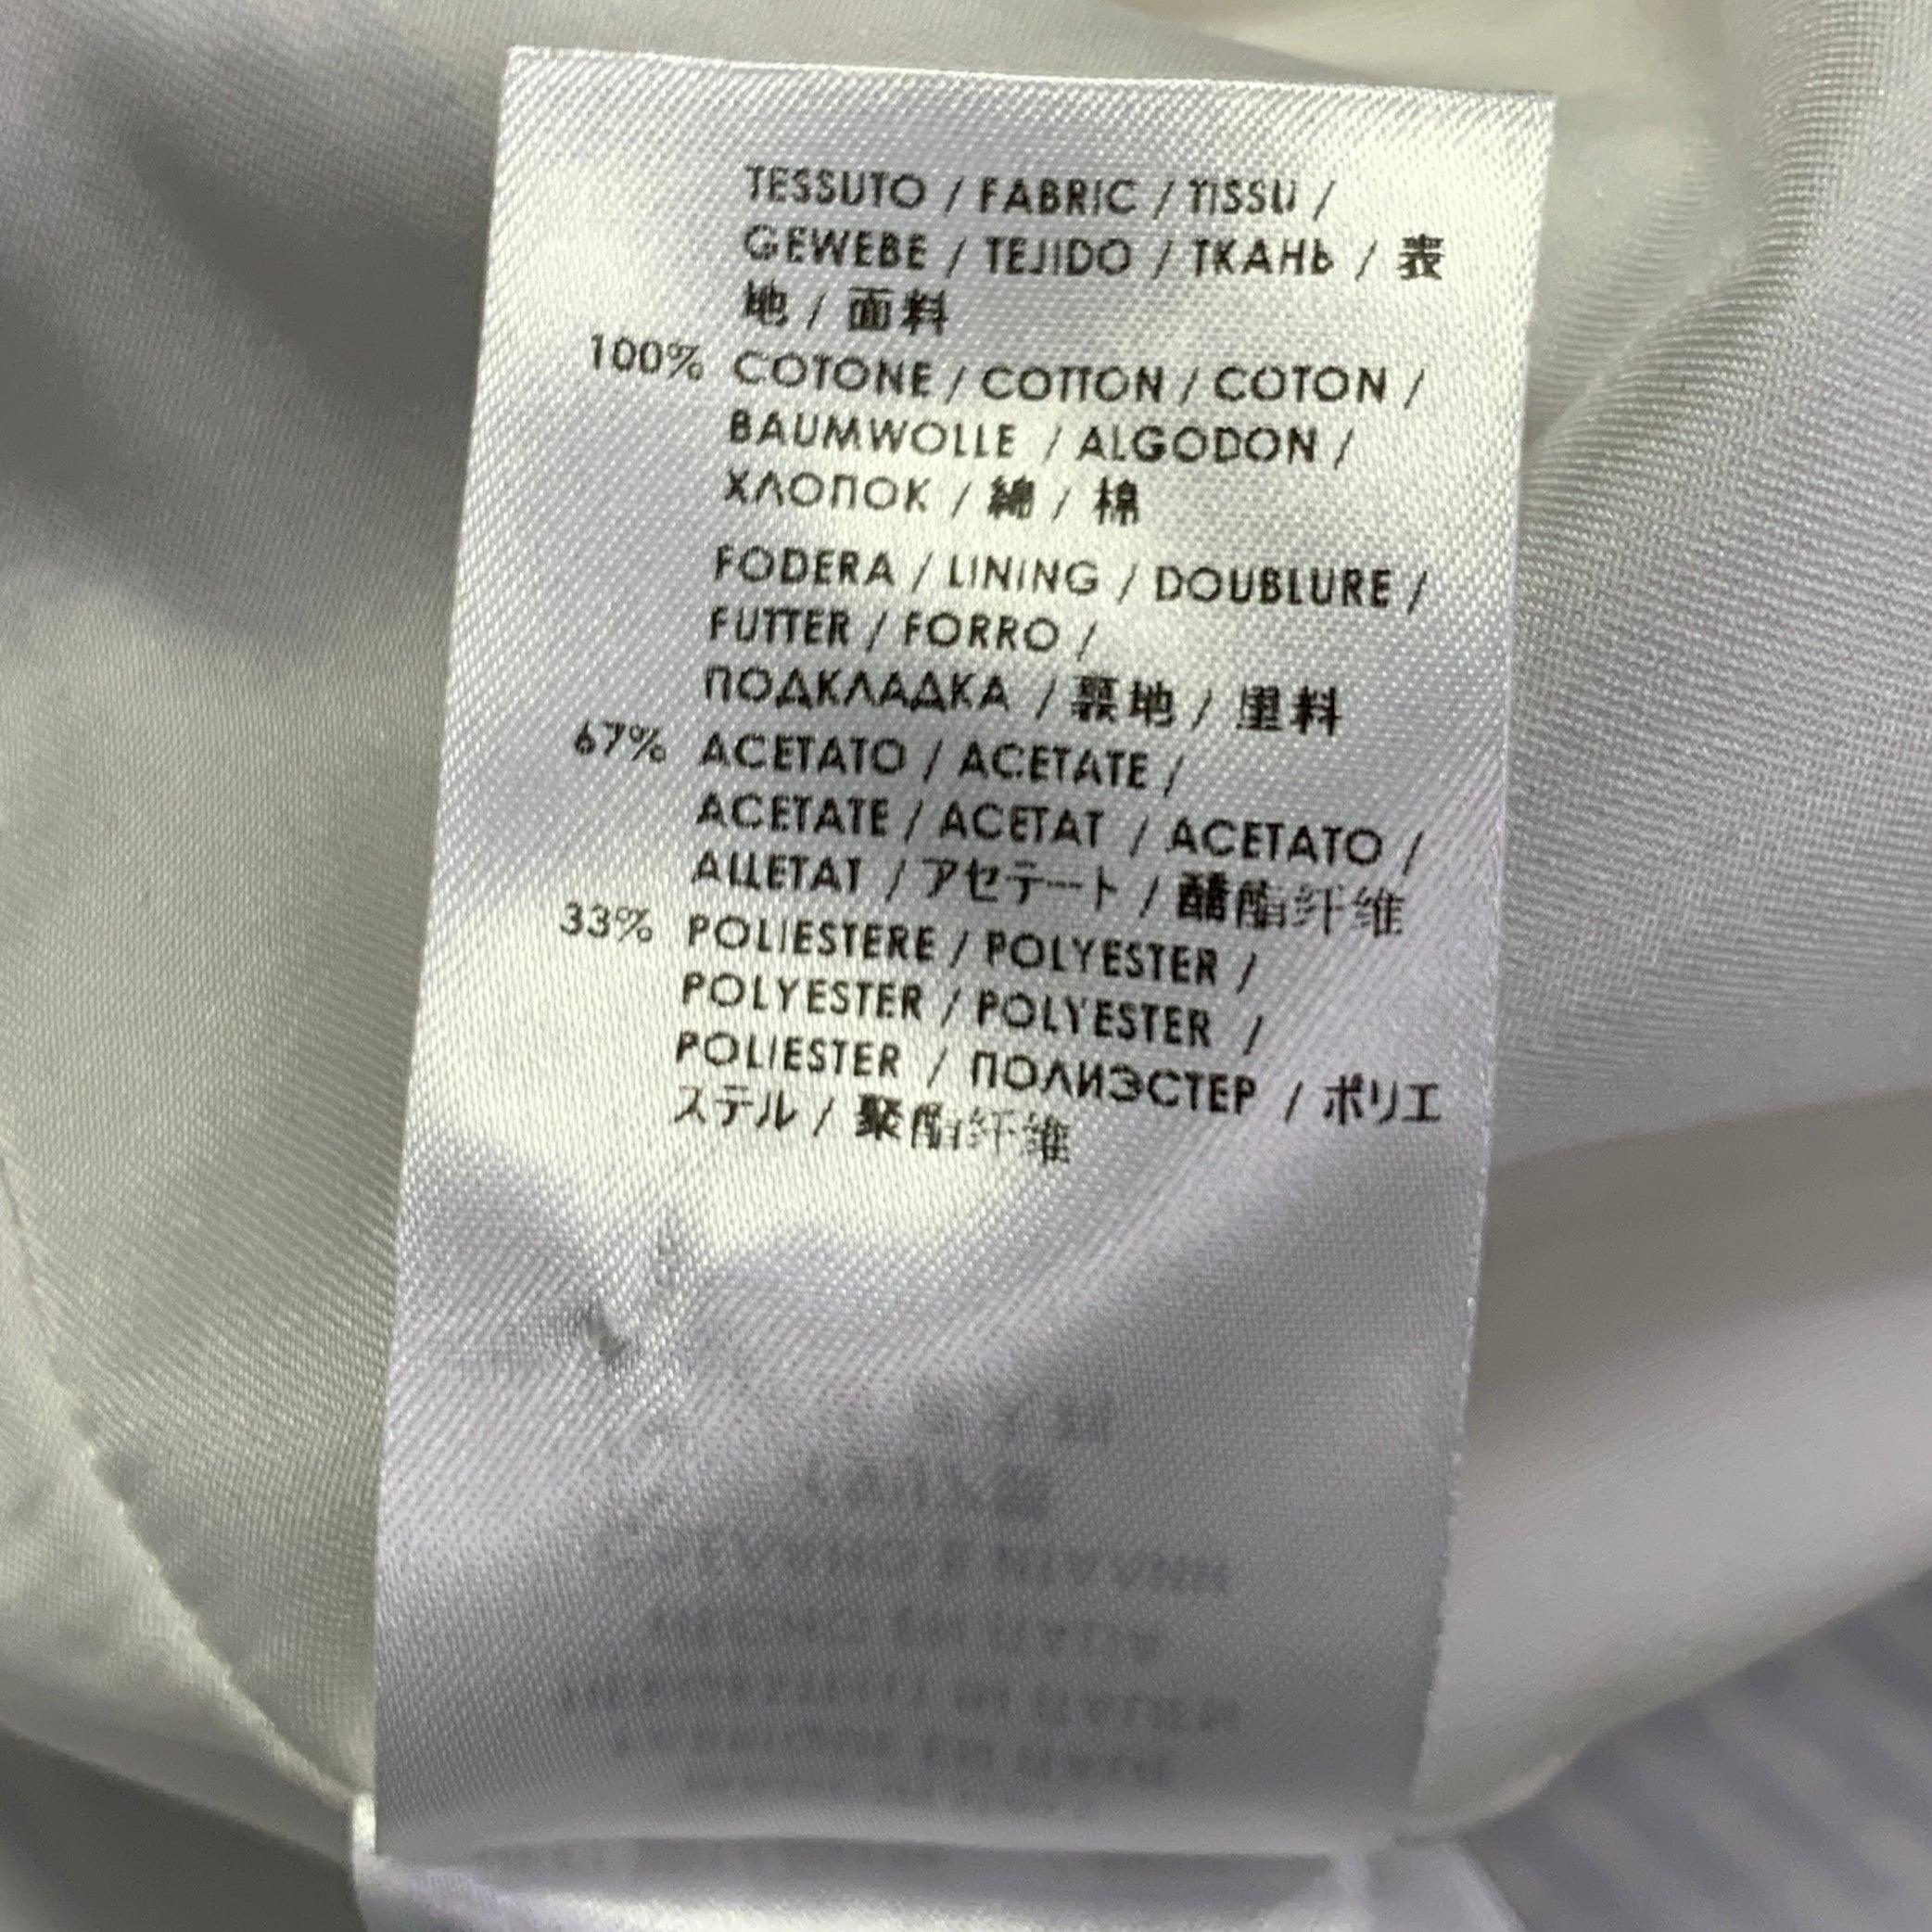 TESSUTO / FABRIC / TISSU /
GEWEBE / TEJIDO / ТКАНЬ / 表
地 / 面料
100% COTONE / COTTON / COTON /
BAUMWOLLE / ALGODON /
ХЛОПОК / 綿 / 棉
FODERA / LINING / DOUBLURE /
FUTTER / FORRO /
ПОДКЛАДКА / 裏地 / 里料
67% ACETATO / ACETATE /
ACETATE / ACETAT / ACETATO /
АЦЕТАТ / アセテート / 醋酯纤维
33% POLIESTERE / POLYESTER /
POLYESTER / POLYESTER /
POLIESTER / ПОЛИЭСТЕР / ポリエ
ステル / 聚酯纤维